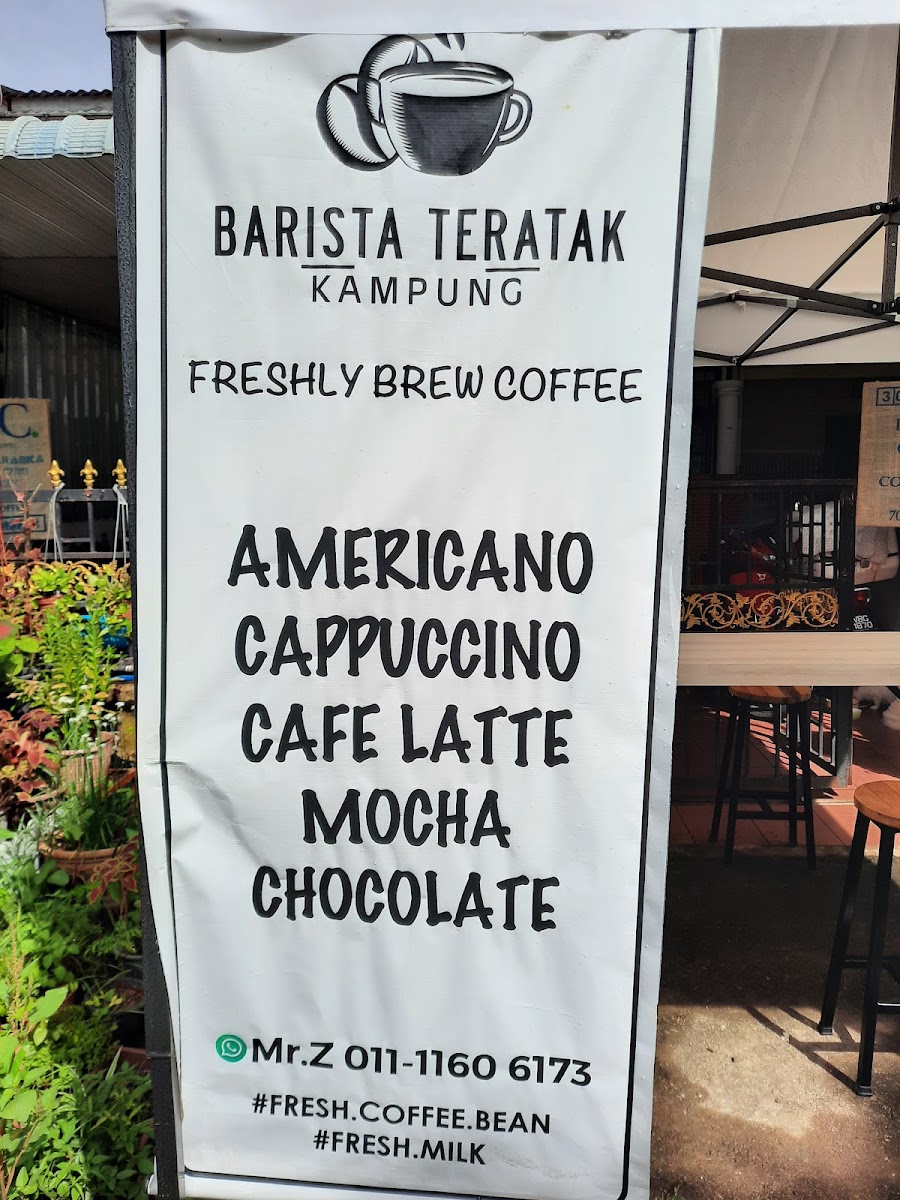 BARISTA TERATAK
KAMPUNG
FRESHLY BREW COFFEE
AMERICANO
CAPPUCCINO
CAFE LATTE
MOCHA
CHOCOLATE
Mr.Z 011-1160 6173
#FRESH.COFFEE.BEAN
#FRESH.MILK
C.